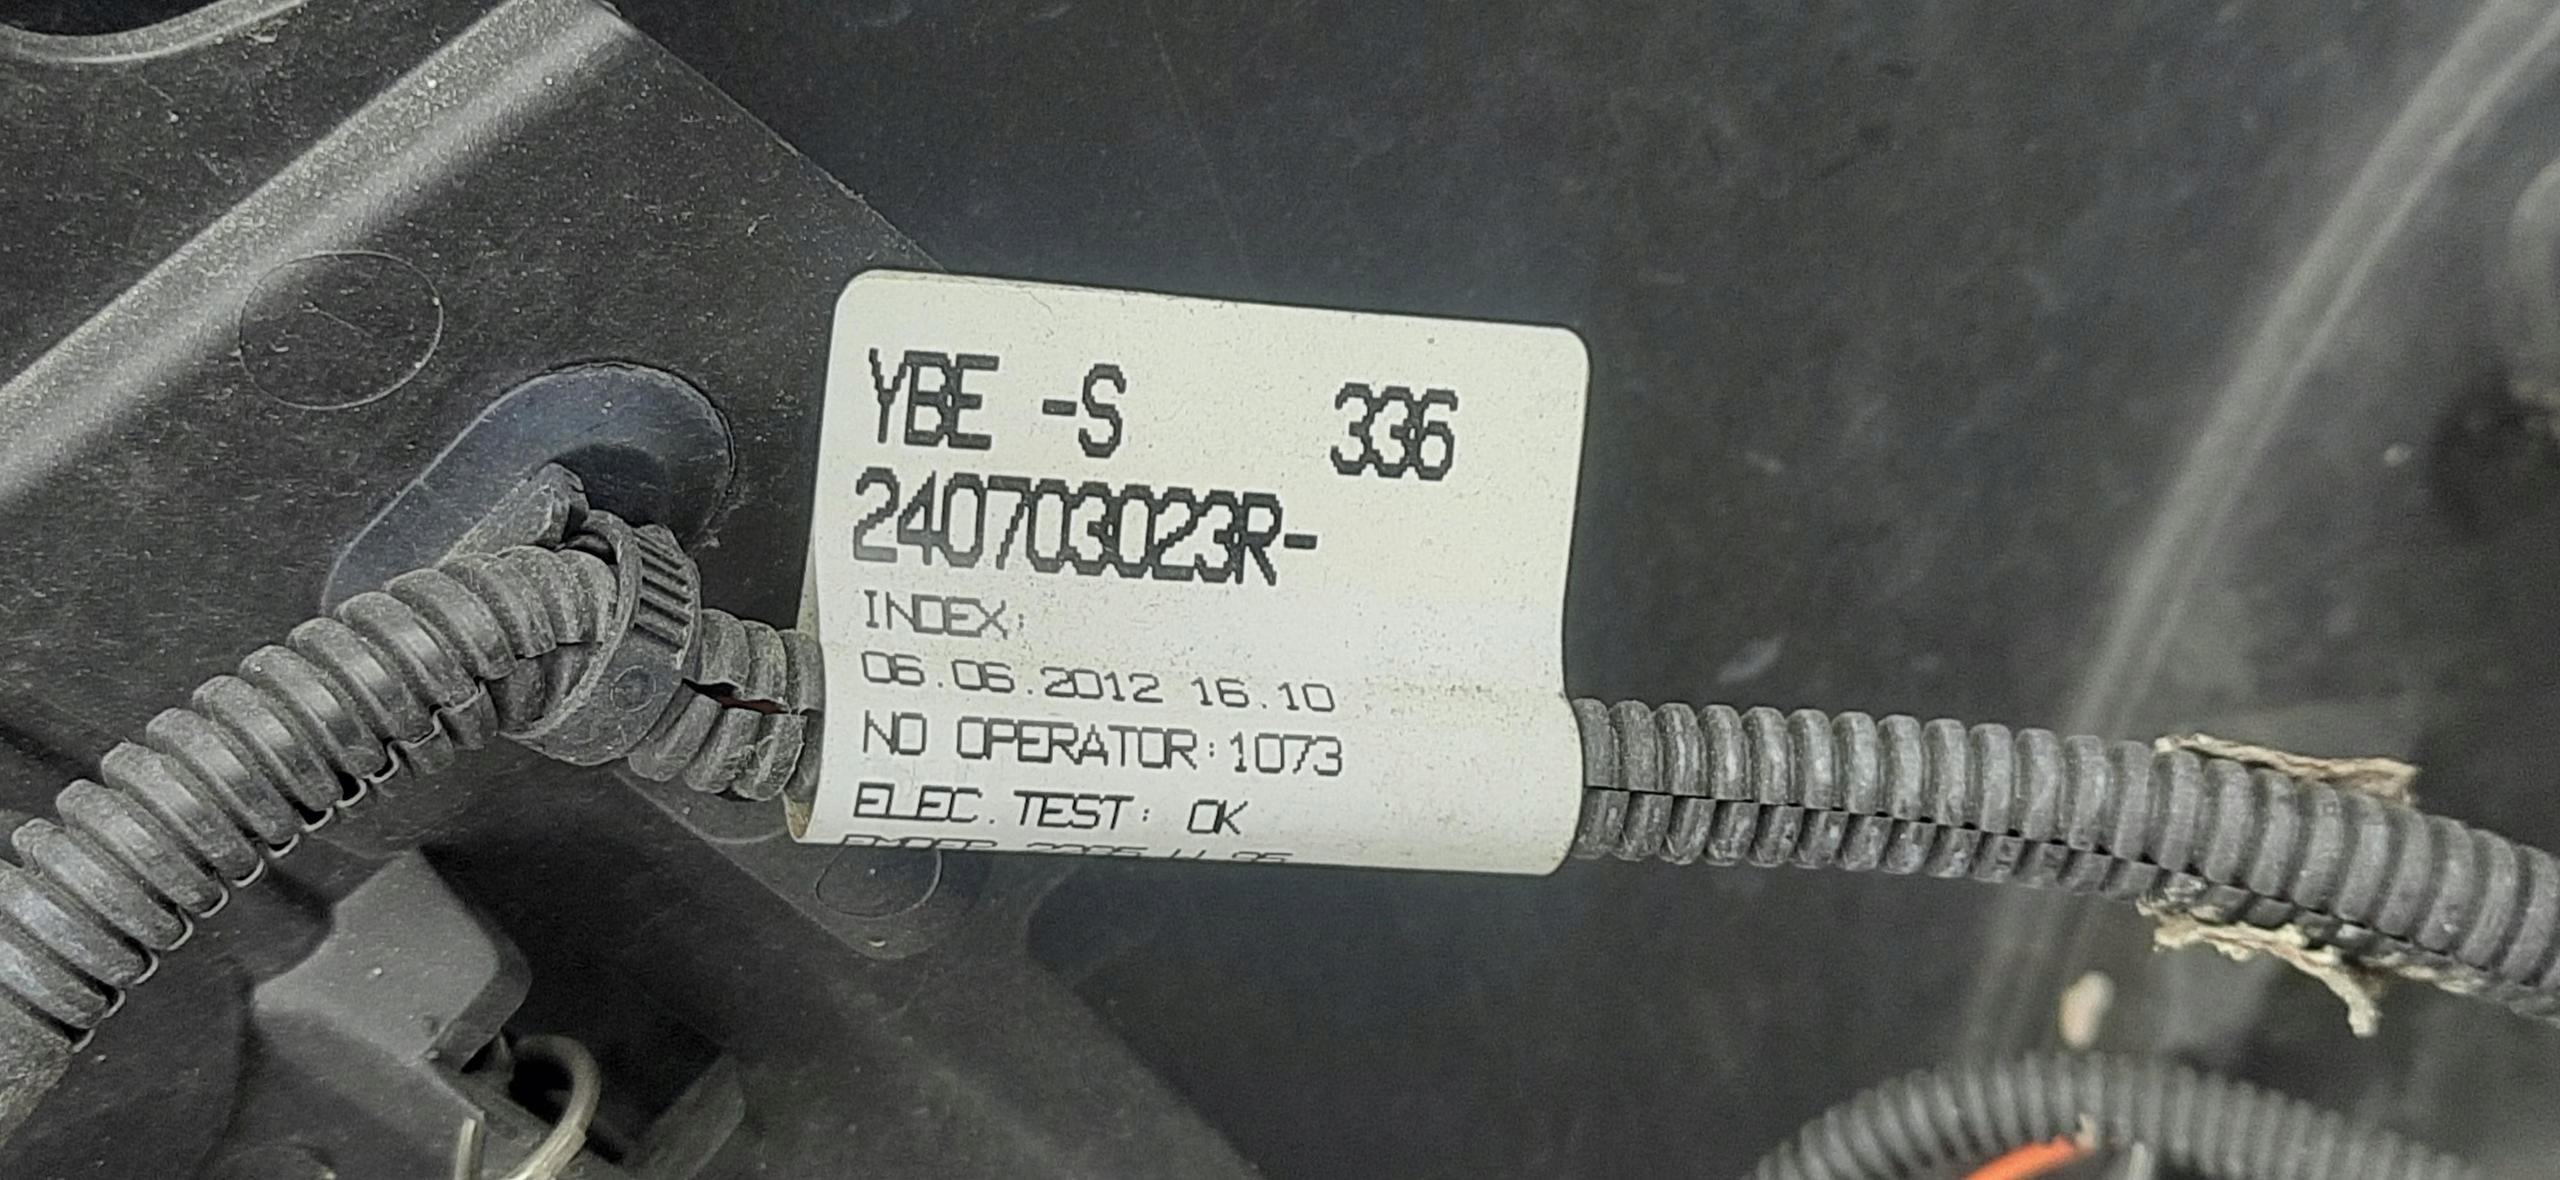 YBE -S 336
240703023R-
INDEX:
06.06.2012 16.10
NO OPERATOR:1073
ELEC.TEST: OK